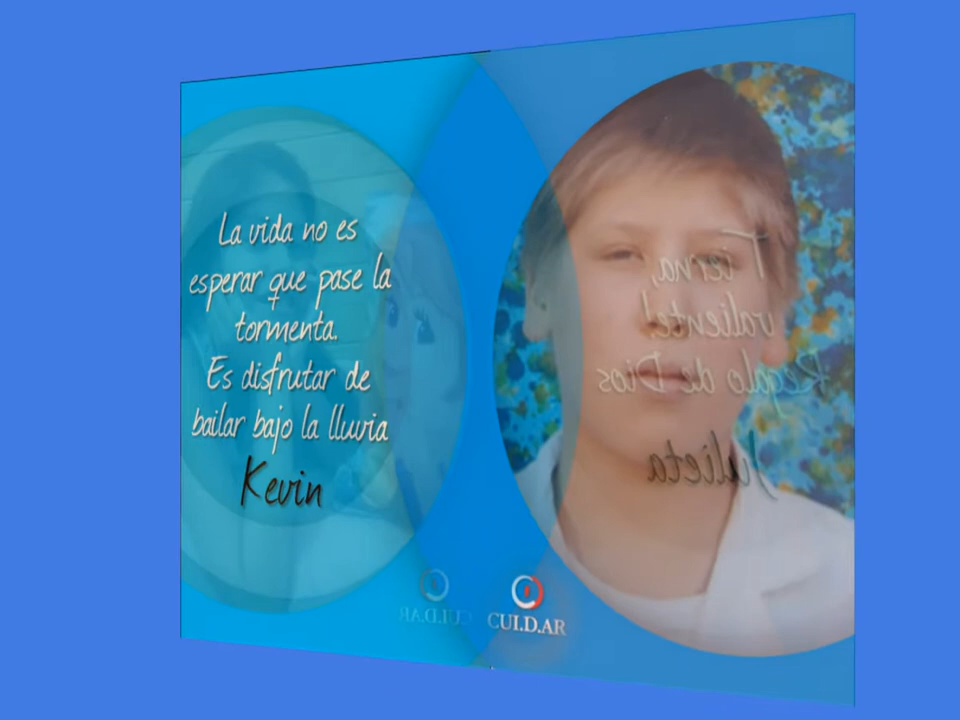 La vida no es
esperar que pase la
tormenta.
Es disfrutar de
bailar bajo la lluvia
Kevin
CUI.D.AR
Tierna,
valiente!
Regalo de Dios
Julieta
CUI.D.AR